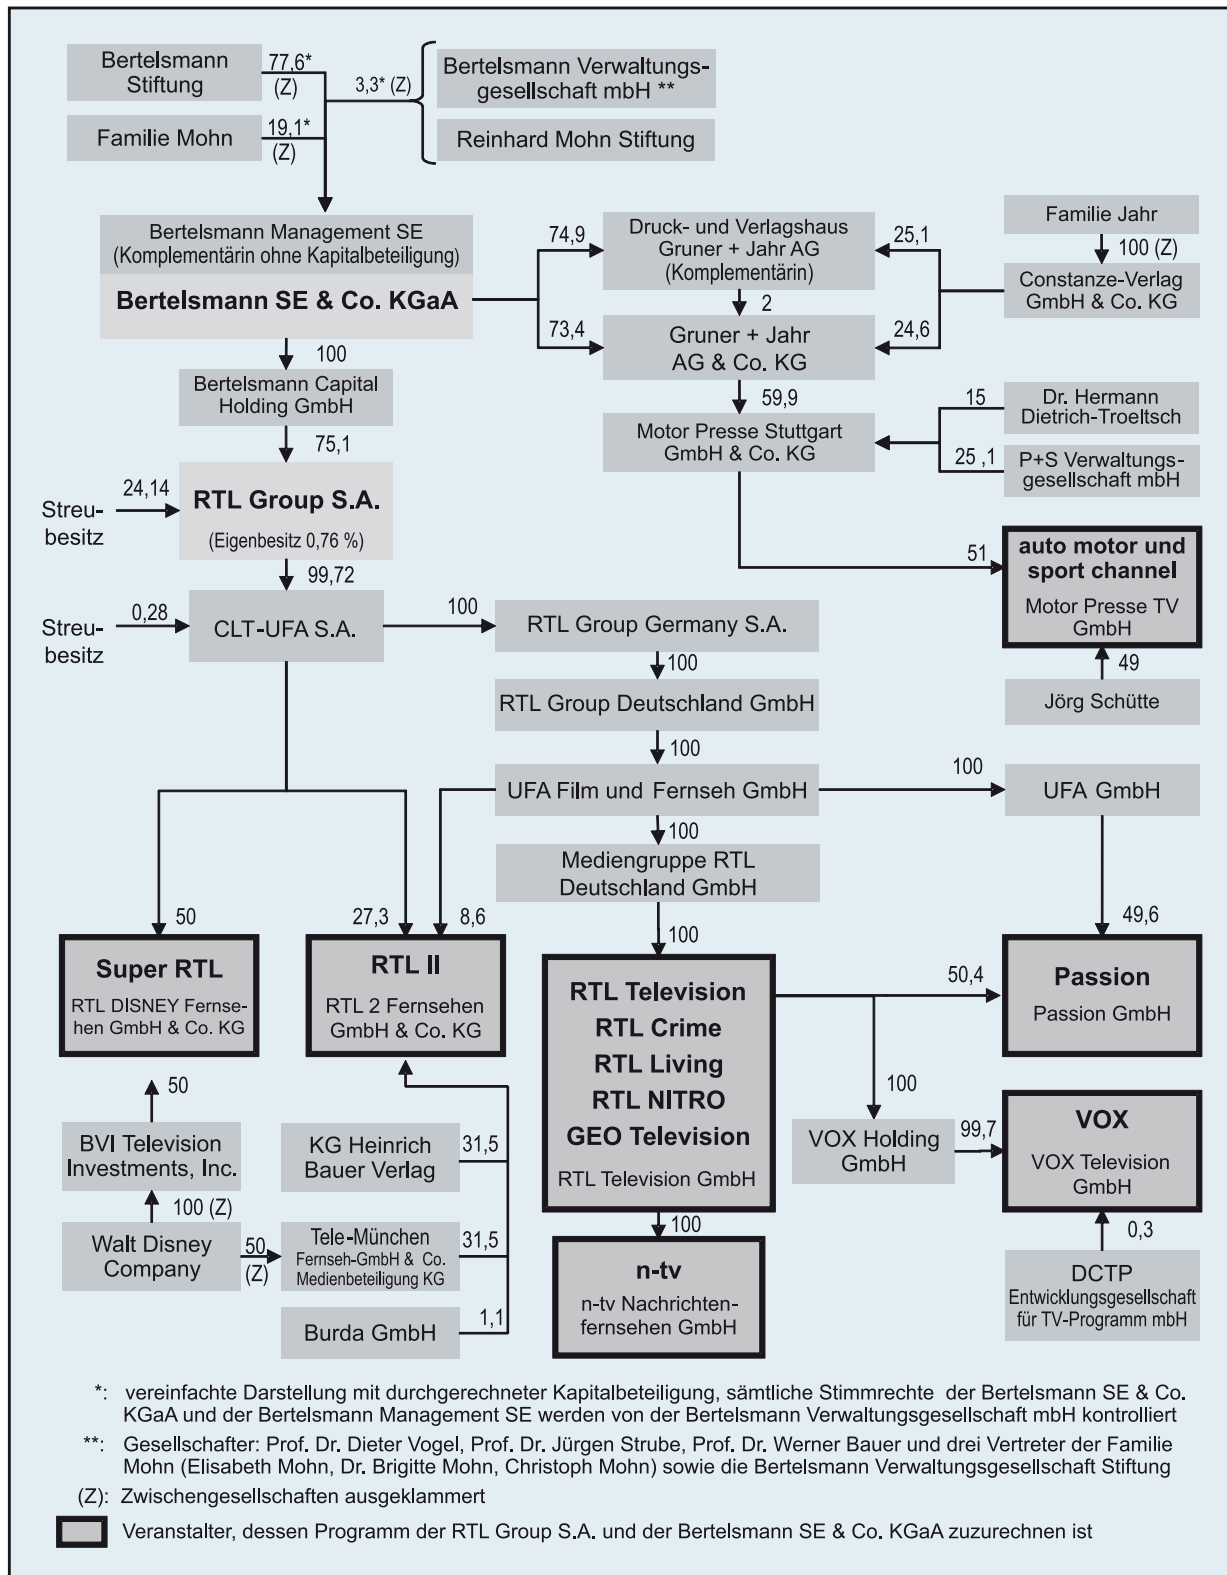 Bertelsmann
Stiftung
77,6*
(Z)
Familie Mohn
19,1*
(Z)
3,3* (Z)
Bertelsmann Verwaltungs-
gesellschaft mbH **
Reinhard Mohn Stiftung
Bertelsmann Management SE
(Komplementärin ohne Kapitalbeteiligung)
Bertelsmann SE & Co. KGaA
74,9
73,4
Druck- und Verlagshaus
Gruner + Jahr AG
(Komplementärin)
2
Gruner + Jahr
AG & Co. KG
25,1
24,6
Familie Jahr
100 (Z)
Constanze-Verlag
GmbH & Co. KG
100
Bertelsmann Capital
Holding GmbH
75,1
59,9
Motor Presse Stuttgart
GmbH & Co. KG
15
Dr. Hermann
Dietrich-Troeltsch
25 ,1
P+S Verwaltungs-
gesellschaft mbH
Streu-
besitz
24,14
RTL Group S.A.
(Eigenbesitz 0,76 %)
99,72
51
auto motor und
sport channel
Motor Presse TV
GmbH
49
Jörg Schütte
Streu-
besitz
0,28
CLT-UFA S.A.
100
RTL Group Germany S.A.
100
RTL Group Deutschland GmbH
100
UFA Film und Fernseh GmbH
100
UFA GmbH
100
Mediengruppe RTL
Deutschland GmbH
50
27,3
8,6
100
49,6
Super RTL
RTL DISNEY Fernse-
hen GmbH & Co. KG
RTL II
RTL 2 Fernsehen
GmbH & Co. KG
RTL Television
RTL Crime
RTL Living
RTL NITRO
GEO Television
RTL Television GmbH
50,4
Passion
Passion GmbH
100
VOX Holding
GmbH
99,7
VOX
VOX Television
GmbH
0,3
DCTP
Entwicklungsgesellschaft
für TV-Programm mbH
50
BVI Television
Investments, Inc.
100 (Z)
Walt Disney
Company
50
(Z)
KG Heinrich
Bauer Verlag
31,5
Tele-München
Fernseh-GmbH & Co.
Medienbeteiligung KG
31,5
Burda GmbH
1,1
100
n-tv
n-tv Nachrichten-
fernsehen GmbH
*: vereinfachte Darstellung mit durchgerechneter Kapitalbeteiligung, sämtliche Stimmrechte der Bertelsmann SE & Co.
KGaA und der Bertelsmann Management SE werden von der Bertelsmann Verwaltungsgesellschaft mbH kontrolliert
**: Gesellschafter: Prof. Dr. Dieter Vogel, Prof. Dr. Jürgen Strube, Prof. Dr. Werner Bauer und drei Vertreter der Familie
Mohn (Elisabeth Mohn, Dr. Brigitte Mohn, Christoph Mohn) sowie die Bertelsmann Verwaltungsgesellschaft Stiftung
(Z): Zwischengesellschaften ausgeklammert
Veranstalter, dessen Programm der RTL Group S.A. und der Bertelsmann SE & Co. KGaA zuzurechnen ist